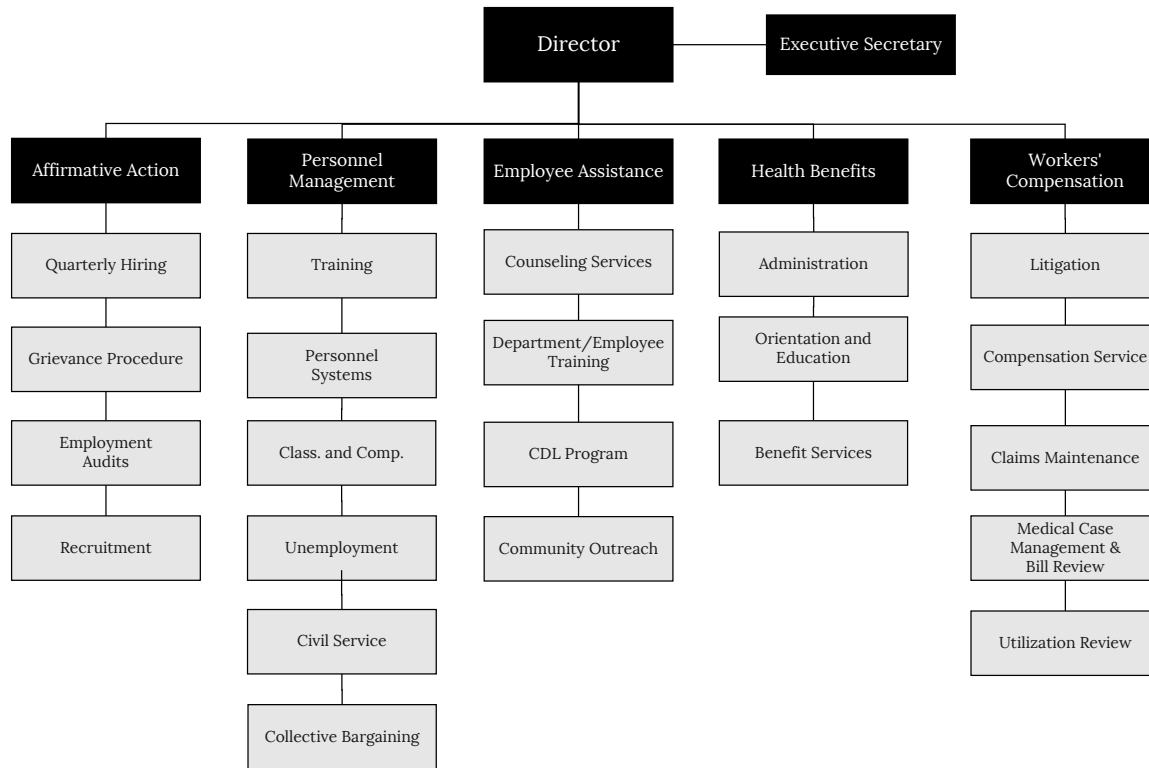 Director
Executive Secretary
Affirmative Action
Personnel
Management
Employee Assistance
Health Benefits
Workers'
Compensation
Quarterly Hiring
Grievance Procedure
Employment
Audits
Recruitment
Training
Personnel
Systems
Class. and Comp.
Unemployment
Civil Service
Collective Bargaining
Counseling Services
Department/Employee
Training
CDL Program
Community Outreach
Administration
Orientation and
Education
Benefit Services
Litigation
Compensation Service
Claims Maintenance
Medical Case
Management &
Bill Review
Utilization Review